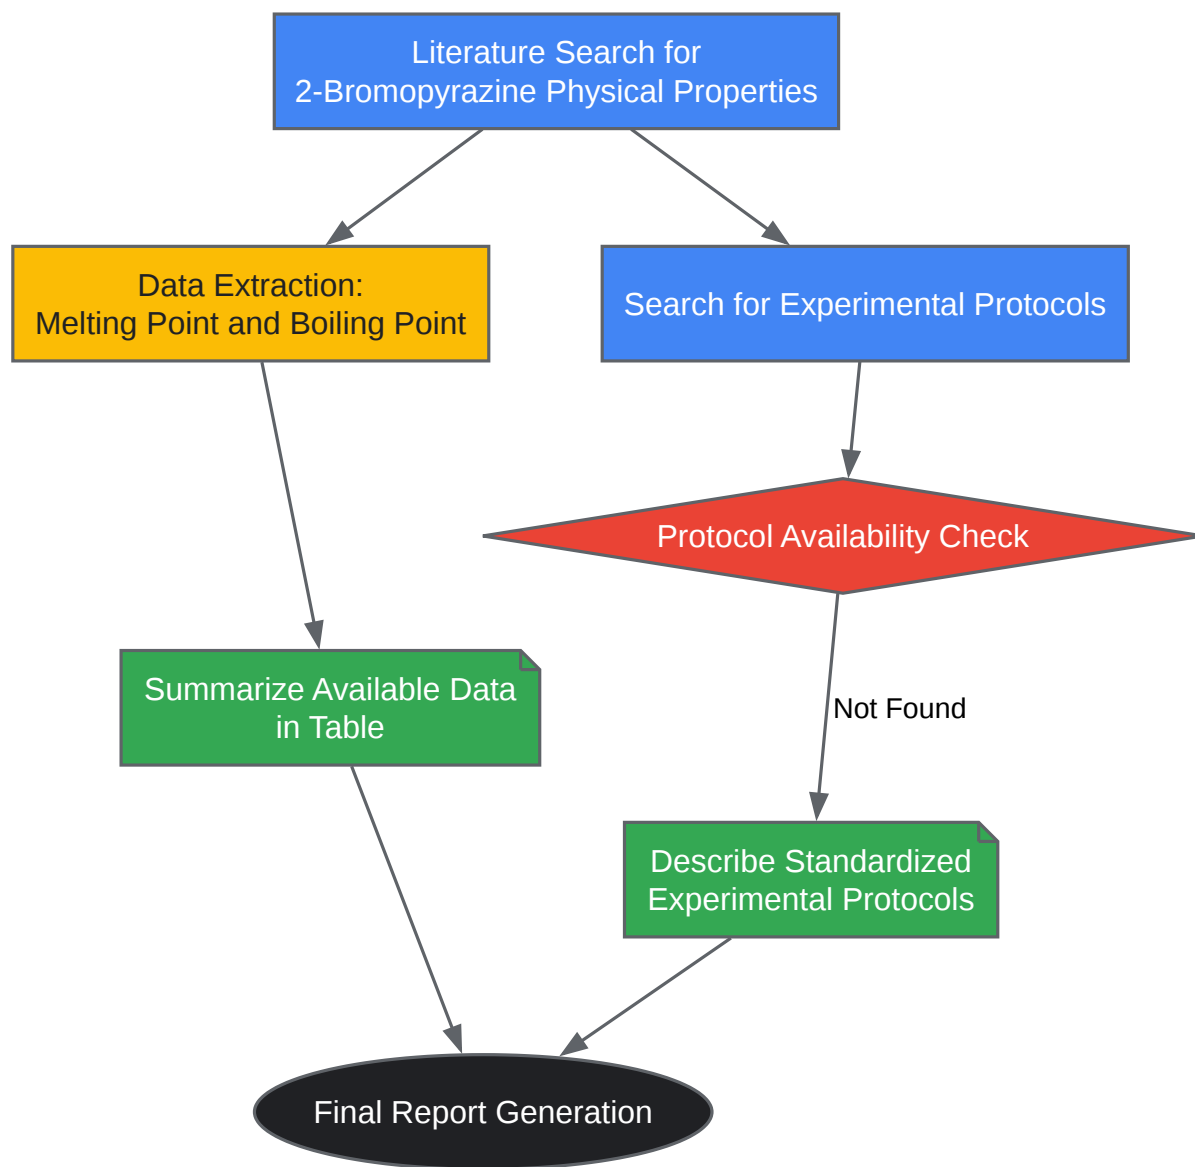 Literature Search for
2-Bromopyrazine Physical Properties
Data Extraction:
Melting Point and Boiling Point
Search for Experimental Protocols
Protocol Availability Check
Summarize Available Data
in Table
Not Found
Describe Standardized
Experimental Protocols
Final Report Generation